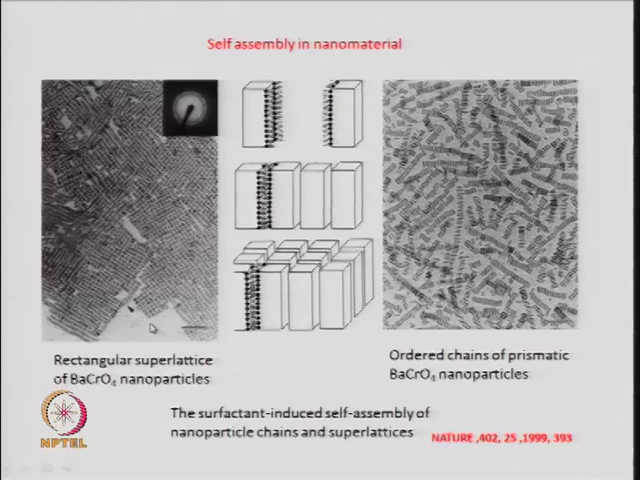 Self assembly in nanomaterial
Rectangular superlattice
of BaCrO₄ nanoparticles
Ordered chains of prismatic
BaCrO₄ nanoparticles
The surfactant-induced self-assembly of
nanoparticle chains and superlattices
NATURE ,402, 25 ,1999, 393
NPTEL